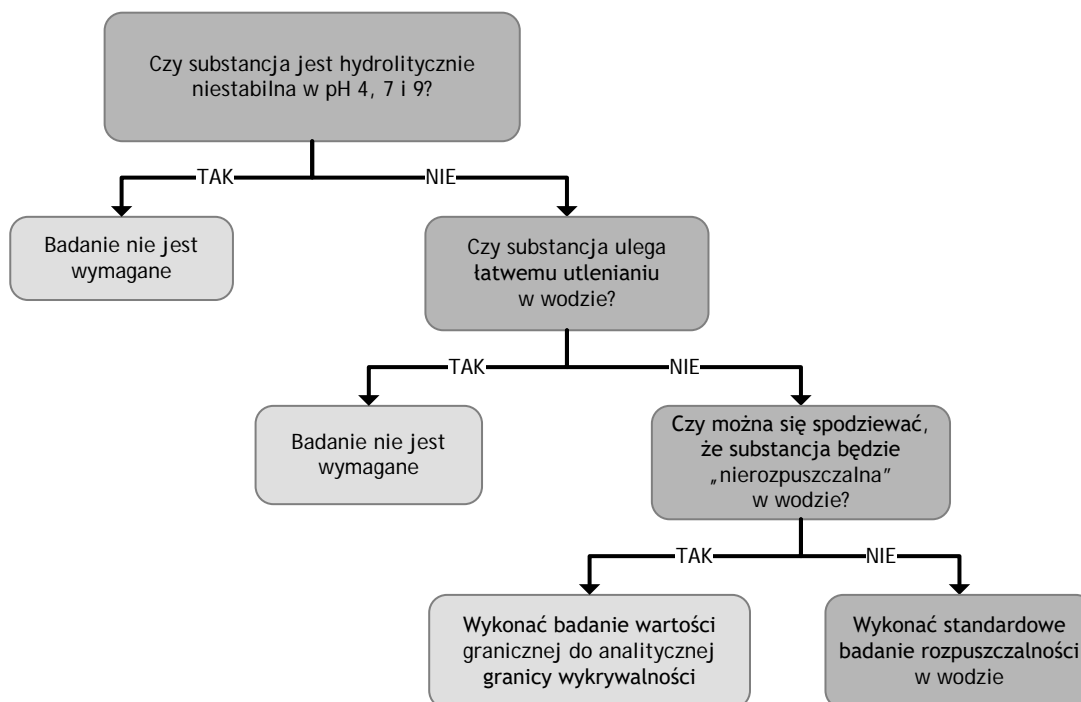 Czy substancja jest hydrolitycznie
niestabilna w pH 4, 7 i 9?
TAK
NIE
Badanie nie jest
wymagane
Czy substancja ulega
łatwemu utlenianiu
w wodzie?
TAK
NIE
Badanie nie jest
wymagane
Czy można się spodziewać,
że substancja będzie
„nierozpuszczalna”
w wodzie?
TAK
NIE
Wykonać badanie wartości
granicznej do analitycznej
granicy wykrywalności
Wykonać standardowe
badanie rozpuszczalności
w wodzie